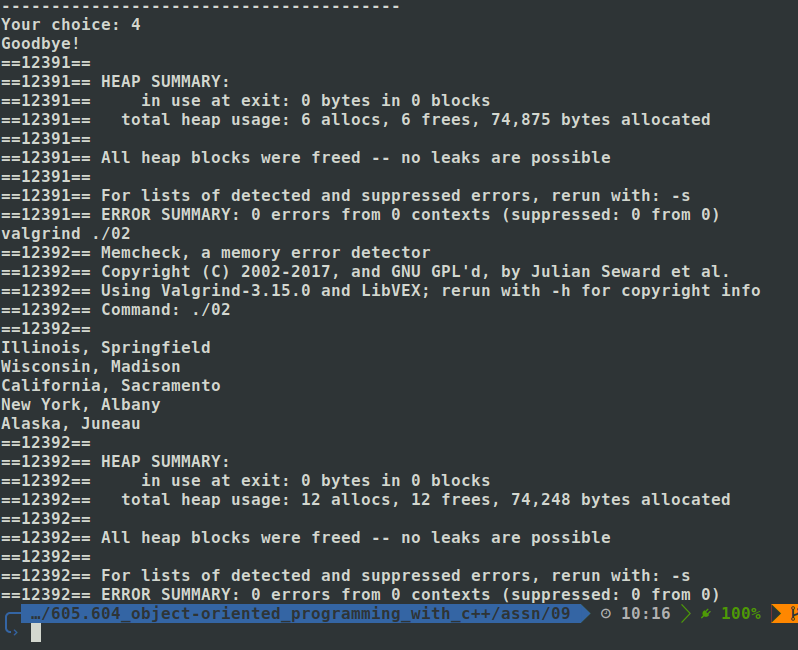 ----------------------------------------
Your choice: 4
Goodbye!
==12391==
==12391== HEAP SUMMARY:
==12391==     in use at exit: 0 bytes in 0 blocks
==12391==   total heap usage: 6 allocs, 6 frees, 74,875 bytes allocated
==12391==
==12391== All heap blocks were freed -- no leaks are possible
==12391==
==12391== For lists of detected and suppressed errors, rerun with: -s
==12391== ERROR SUMMARY: 0 errors from 0 contexts (suppressed: 0 from 0)
valgrind ./02
==12392== Memcheck, a memory error detector
==12392== Copyright (C) 2002-2017, and GNU GPL'd, by Julian Seward et al.
==12392== Using Valgrind-3.15.0 and LibVEX; rerun with -h for copyright info
==12392== Command: ./02
==12392==
Illinois, Springfield
Wisconsin, Madison
California, Sacramento
New York, Albany
Alaska, Juneau
==12392==
==12392== HEAP SUMMARY:
==12392==     in use at exit: 0 bytes in 0 blocks
==12392==   total heap usage: 12 allocs, 12 frees, 74,248 bytes allocated
==12392==
==12392== All heap blocks were freed -- no leaks are possible
==12392==
==12392== For lists of detected and suppressed errors, rerun with: -s
==12392== ERROR SUMMARY: 0 errors from 0 contexts (suppressed: 0 from 0)
…/605.604_object-oriented_programming_with_c++/assn/09 10:16 100%